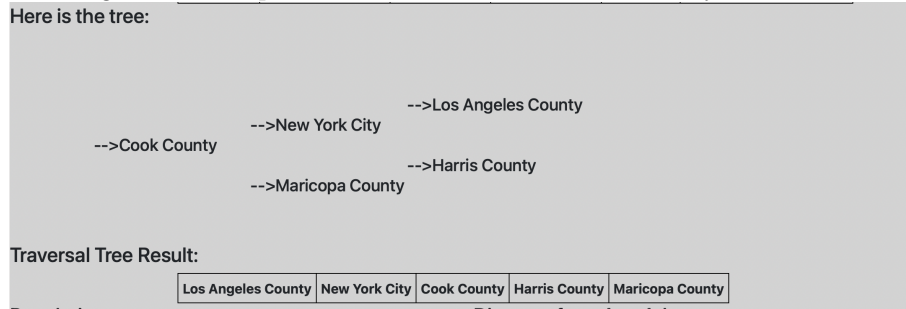 Here is the tree:
-->Los Angeles County
-->New York City
-->Cook County
-->Harris County
-->Maricopa County
Traversal Tree Result:
Los Angeles County New York City Cook County Harris County Maricopa County